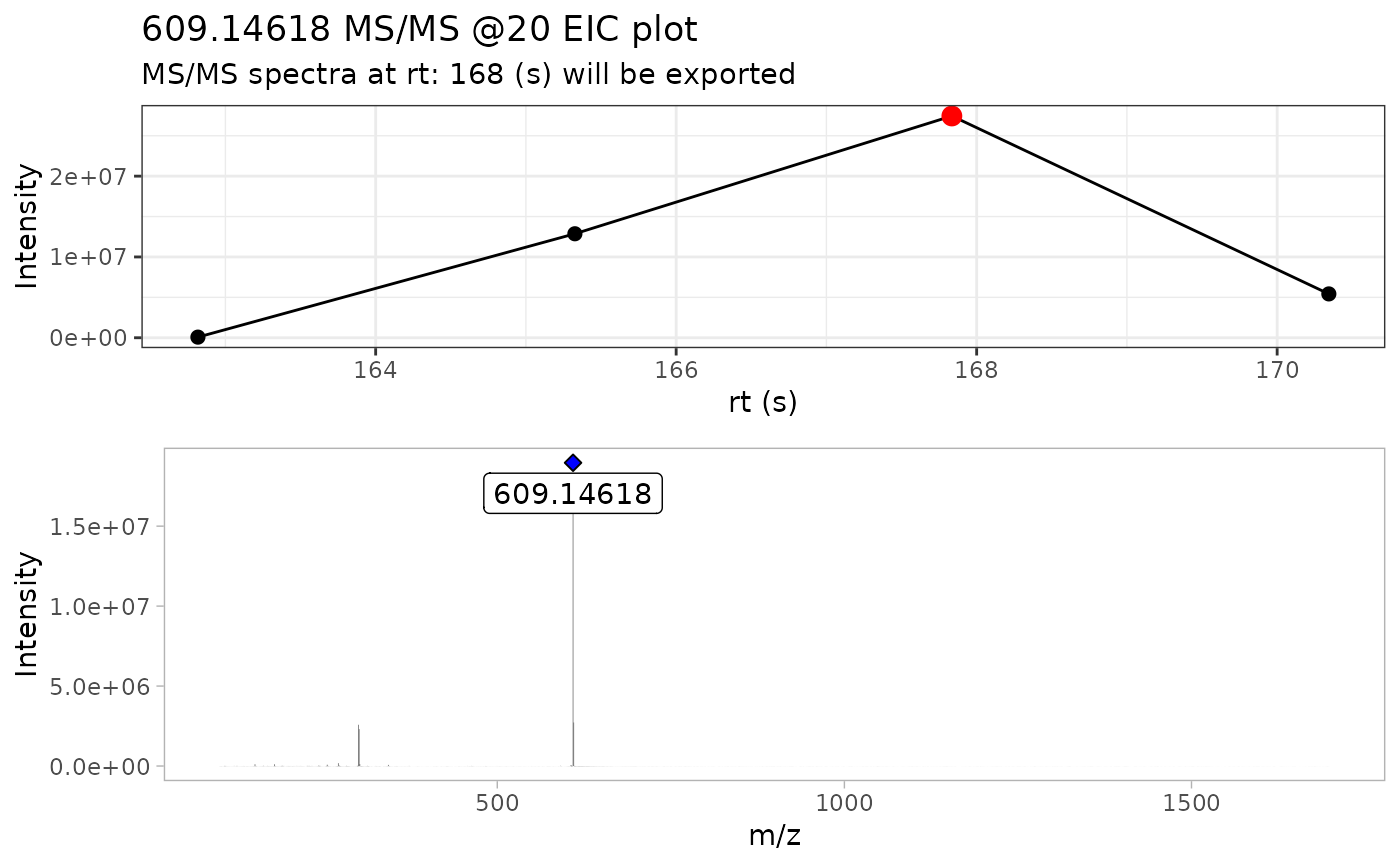 609.14618 MS/MS @20 EIC plot
MS/MS spectra at rt: 168 (s) will be exported
Intensity
2e+07
1e+07
0e+00
164 166 168 170
rt (s)
609.14618
Intensity
1.5e+07
1.0e+07
5.0e+06
0.0e+00
500 1000 1500
m/z